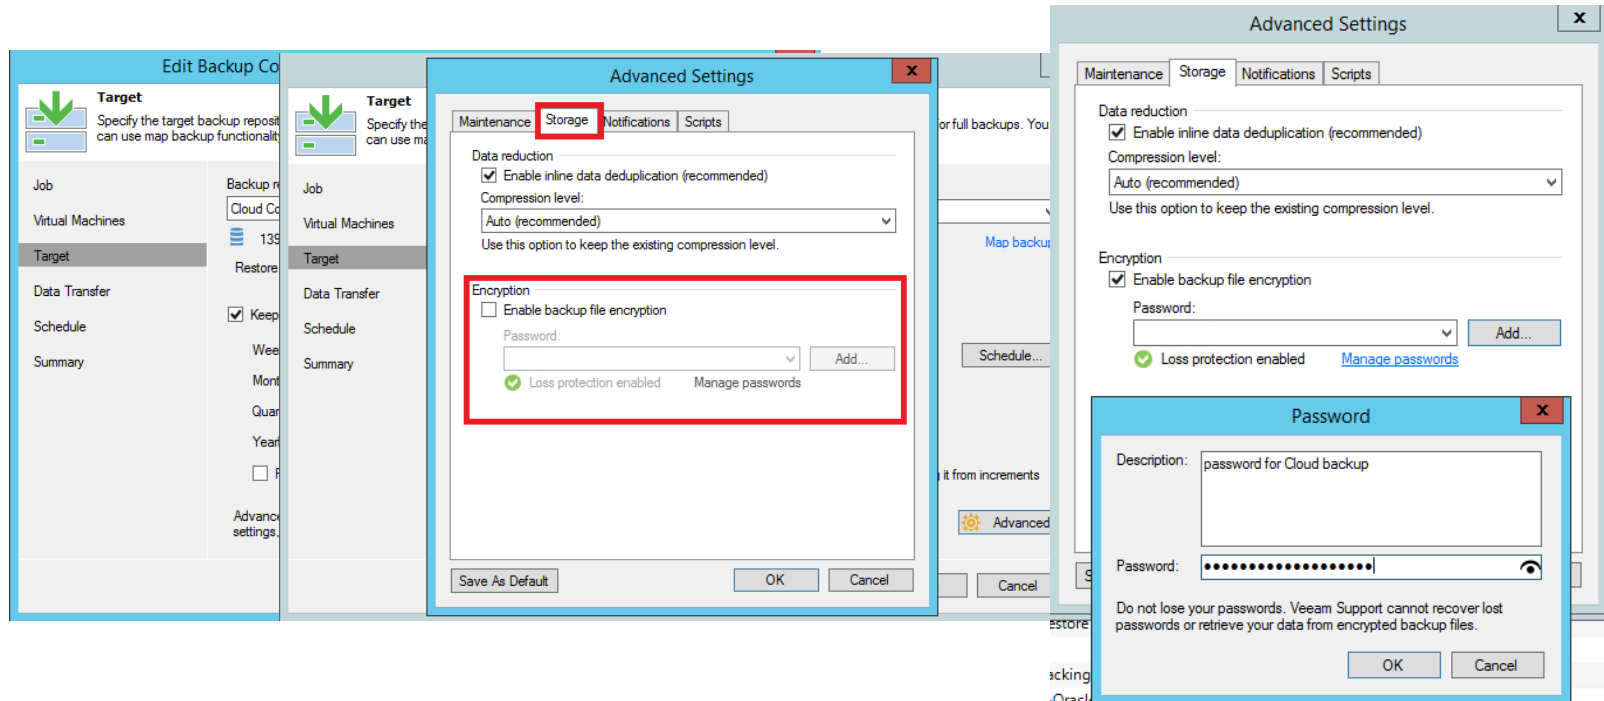 Edit Backup Co
Target
Specify the target backup reposit
can use map backup functionalit
Job
Virtual Machines
Target
Data Transfer
Schedule
Summary
Backup r
Cloud Cc
139
Restore
Keep
Wee
Mont
Quar
Year
Advance
settings,
Target
Specify the
can use ma
Job
Virtual Machines
Target
Data Transfer
Schedule
Summary
or full backups. You
Map backup
Schedule...
it from increments
Advanced
Cancel
Advanced Settings
x
Maintenance Storage Notifications Scripts
Data reduction
Enable inline data deduplication (recommended)
Compression level:
Auto (recommended)
Use this option to keep the existing compression level.
Encryption
Enable backup file encryption
Password:
Add...
Loss protection enabled Manage passwords
Save As Default OK Cancel
Advanced Settings
x
Maintenance Storage Notifications Scripts
Data reduction
Enable inline data deduplication (recommended)
Compression level:
Auto (recommended)
Use this option to keep the existing compression level.
Encryption
Enable backup file encryption
Password:
Add...
Loss protection enabled Manage passwords
S
Password
x
Description: password for Cloud backup
Password: ●●●●●●●●●●●●●●●●●●●
Do not lose your passwords. Veeam Support cannot recover lost
passwords or retrieve your data from encrypted backup files.
OK Cancel
estore
acking